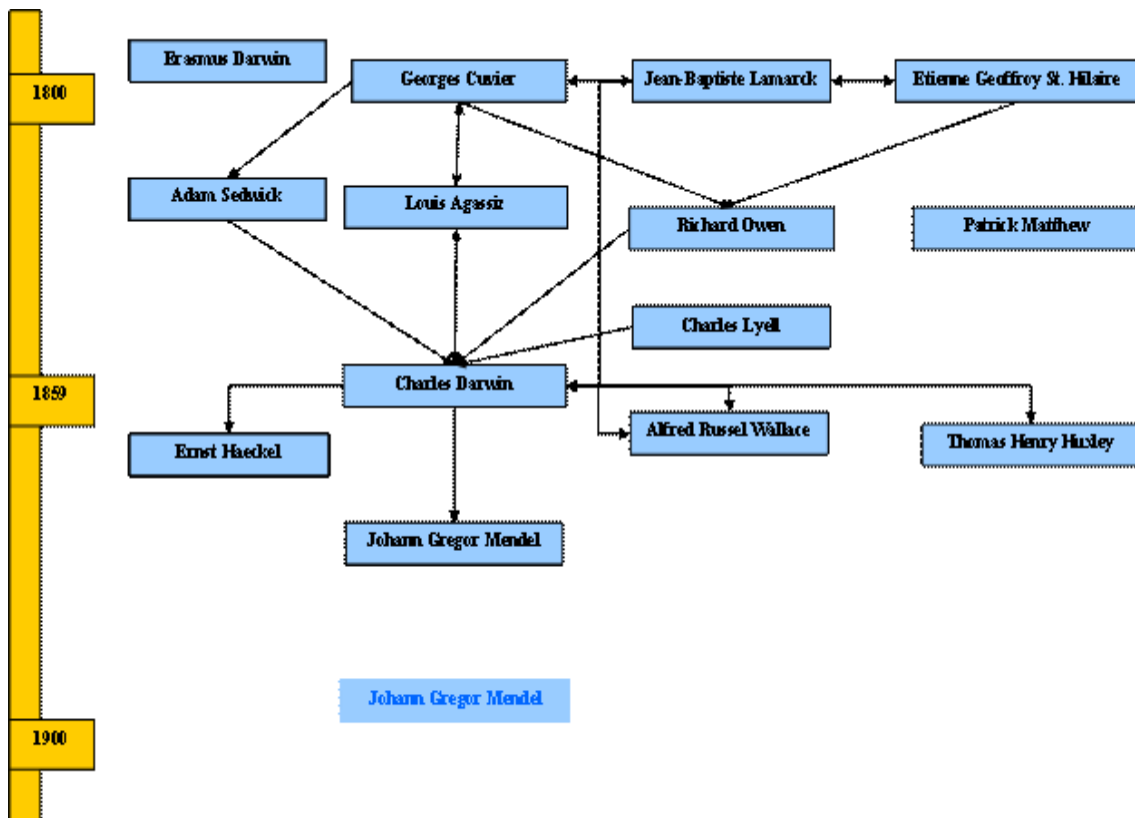 Erasmus Darwin
Georges Cuvier
Jean-Baptiste Lamarck
Etienne Geoffroy St. Hilaire
1800
Adam Sedwick
Louis Agassiz
Richard Owen
Patrick Matthew
Charles Lyell
Charles Darwin
1859
Ernst Haeckel
Alfred Russel Wallace
Thomas Henry Huxley
Johann Gregor Mendel
Johann Gregor Mendel
1900